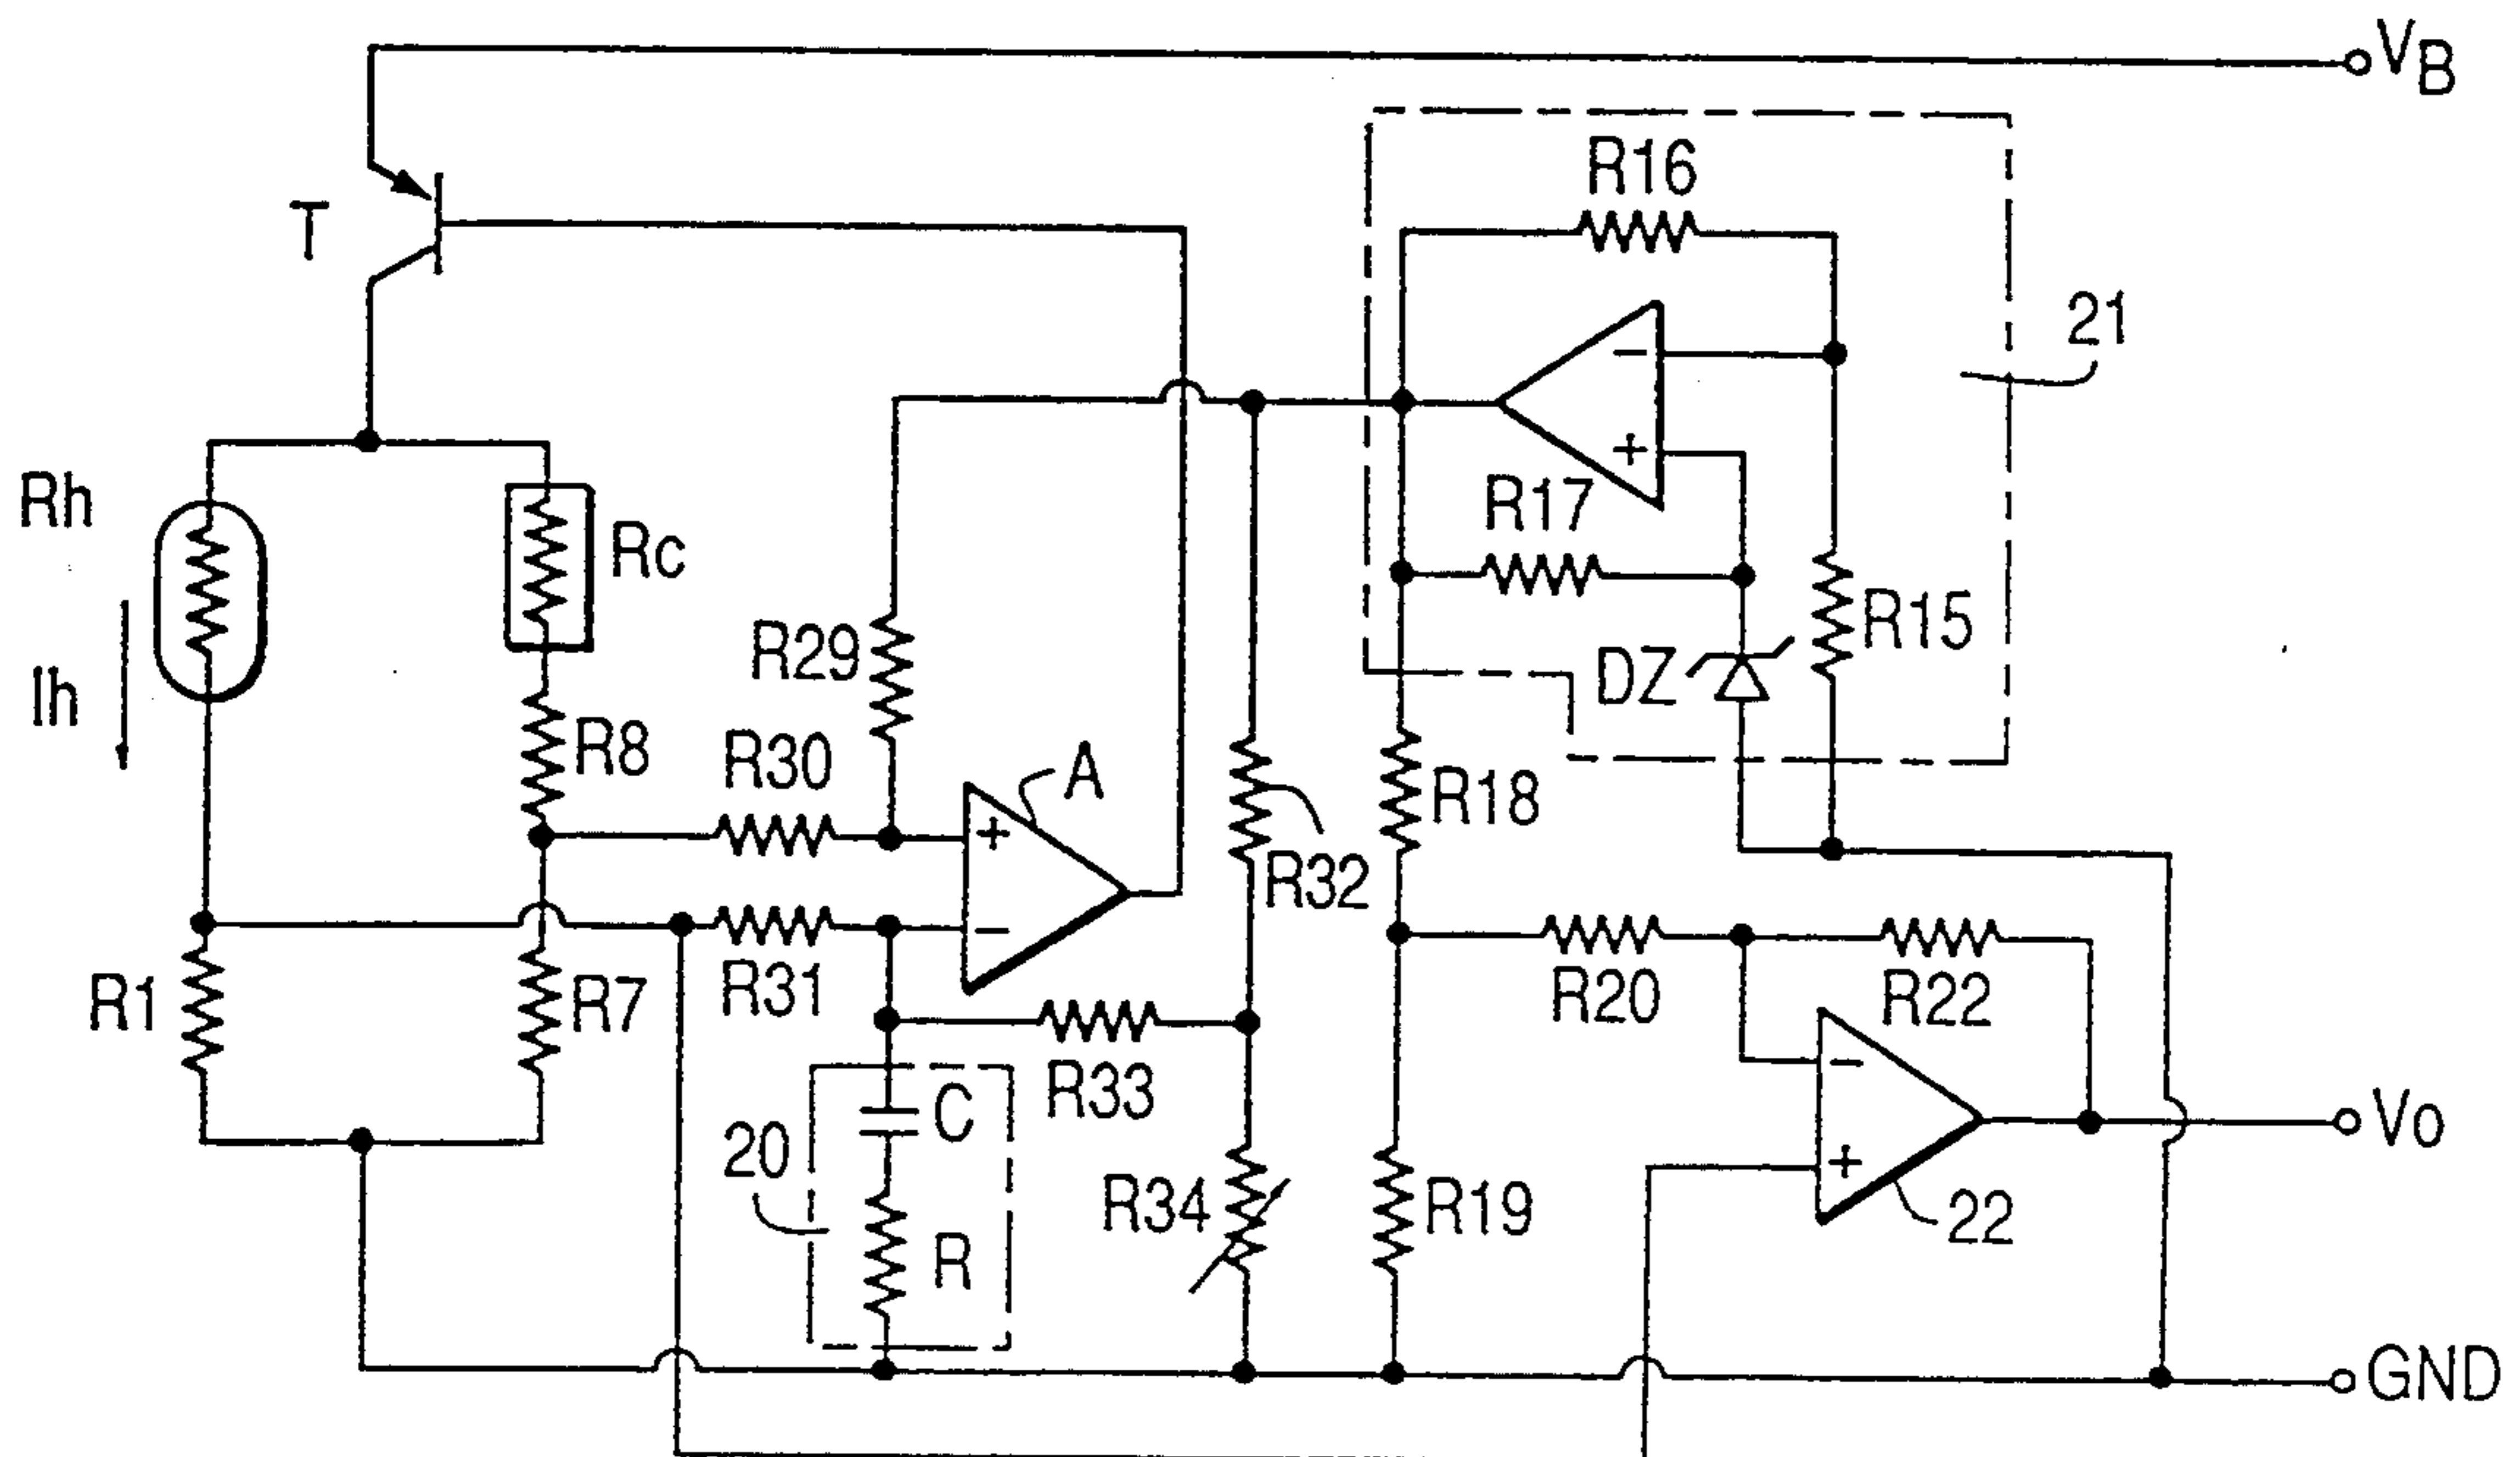 VB
R16
T
21
Rh
Rc
R17
R15
R29
Ih
DZ
R8
R30
A
R18
R32
R1
R7
R31
R20
R22
C
R33
20
Vo
R34
R19
R
22
GND
+
−
−
+
−
+